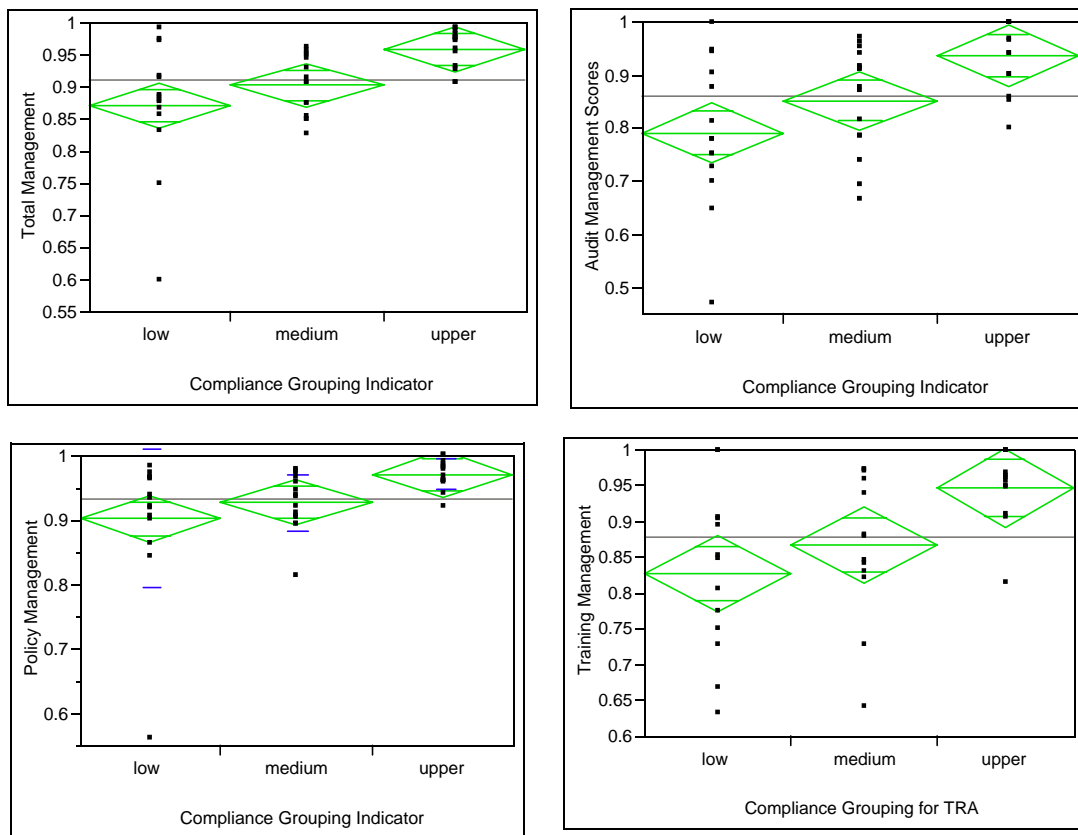 Total Management
1
0.95
0.9
0.85
0.8
0.75
0.7
0.65
0.6
0.55
low
medium
upper
Compliance Grouping Indicator
Audit Management Scores
1
0.9
0.8
0.7
0.6
0.5
low
medium
upper
Compliance Grouping Indicator
Policy Management
1
0.9
0.8
0.7
0.6
low
medium
upper
Compliance Grouping Indicator
Training Management
1
0.95
0.9
0.85
0.8
0.75
0.7
0.65
0.6
low
medium
upper
Compliance Grouping for TRA